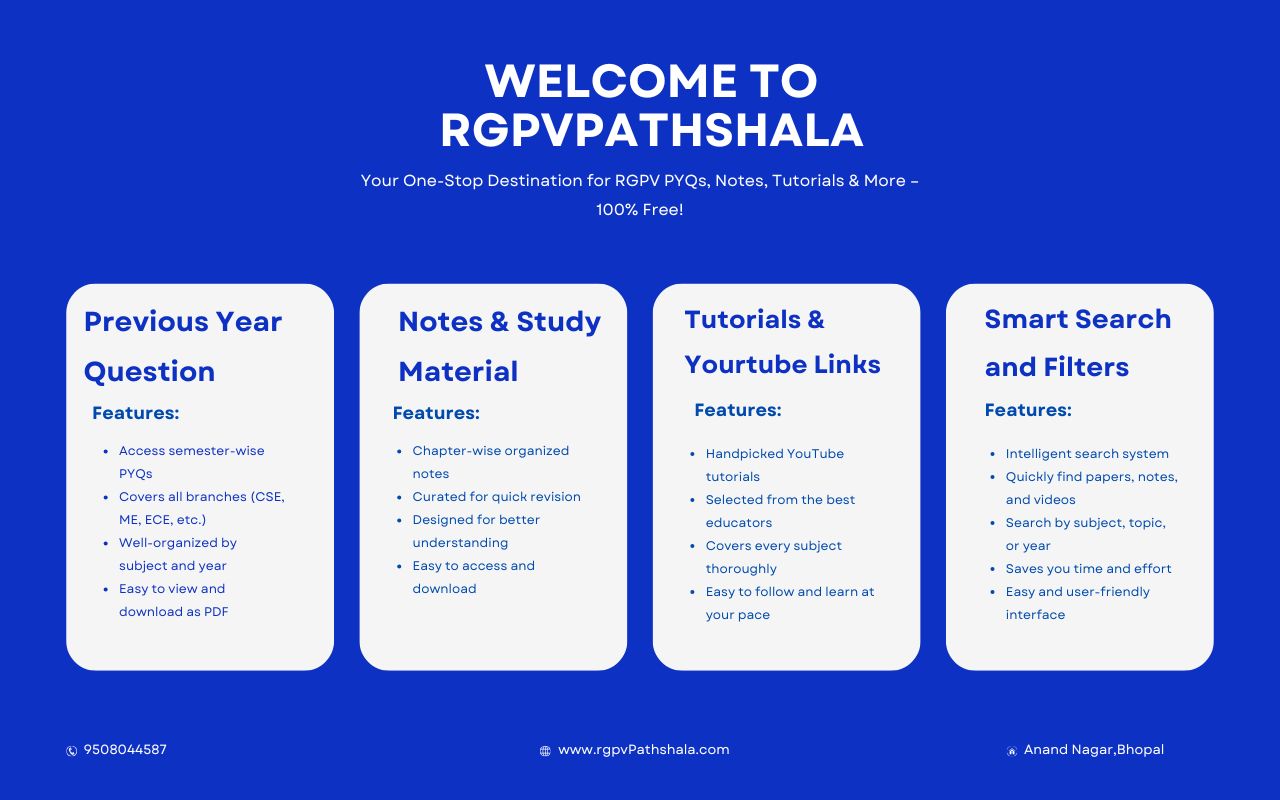 WELCOME TO
RGPVPATHSHALA
Your One-Stop Destination for RGPV PYQs, Notes, Tutorials & More –
100% Free!
Previous Year
Question
Features:
• Access semester-wise
PYQs
• Covers all branches (CSE,
ME, ECE, etc.)
• Well-organized by
subject and year
• Easy to view and
download as PDF
Notes & Study
Material
Features:
• Chapter-wise organized
notes
• Curated for quick revision
• Designed for better
understanding
• Easy to access and
download
Tutorials &
Yourtube Links
Features:
• Handpicked YouTube
tutorials
• Selected from the best
educators
• Covers every subject
thoroughly
• Easy to follow and learn at
your pace
Smart Search
and Filters
Features:
• Intelligent search system
• Quickly find papers, notes,
and videos
• Search by subject, topic,
or year
• Saves you time and effort
• Easy and user-friendly
interface
9508044587
www.rgpvPathshala.com
Anand Nagar,Bhopal